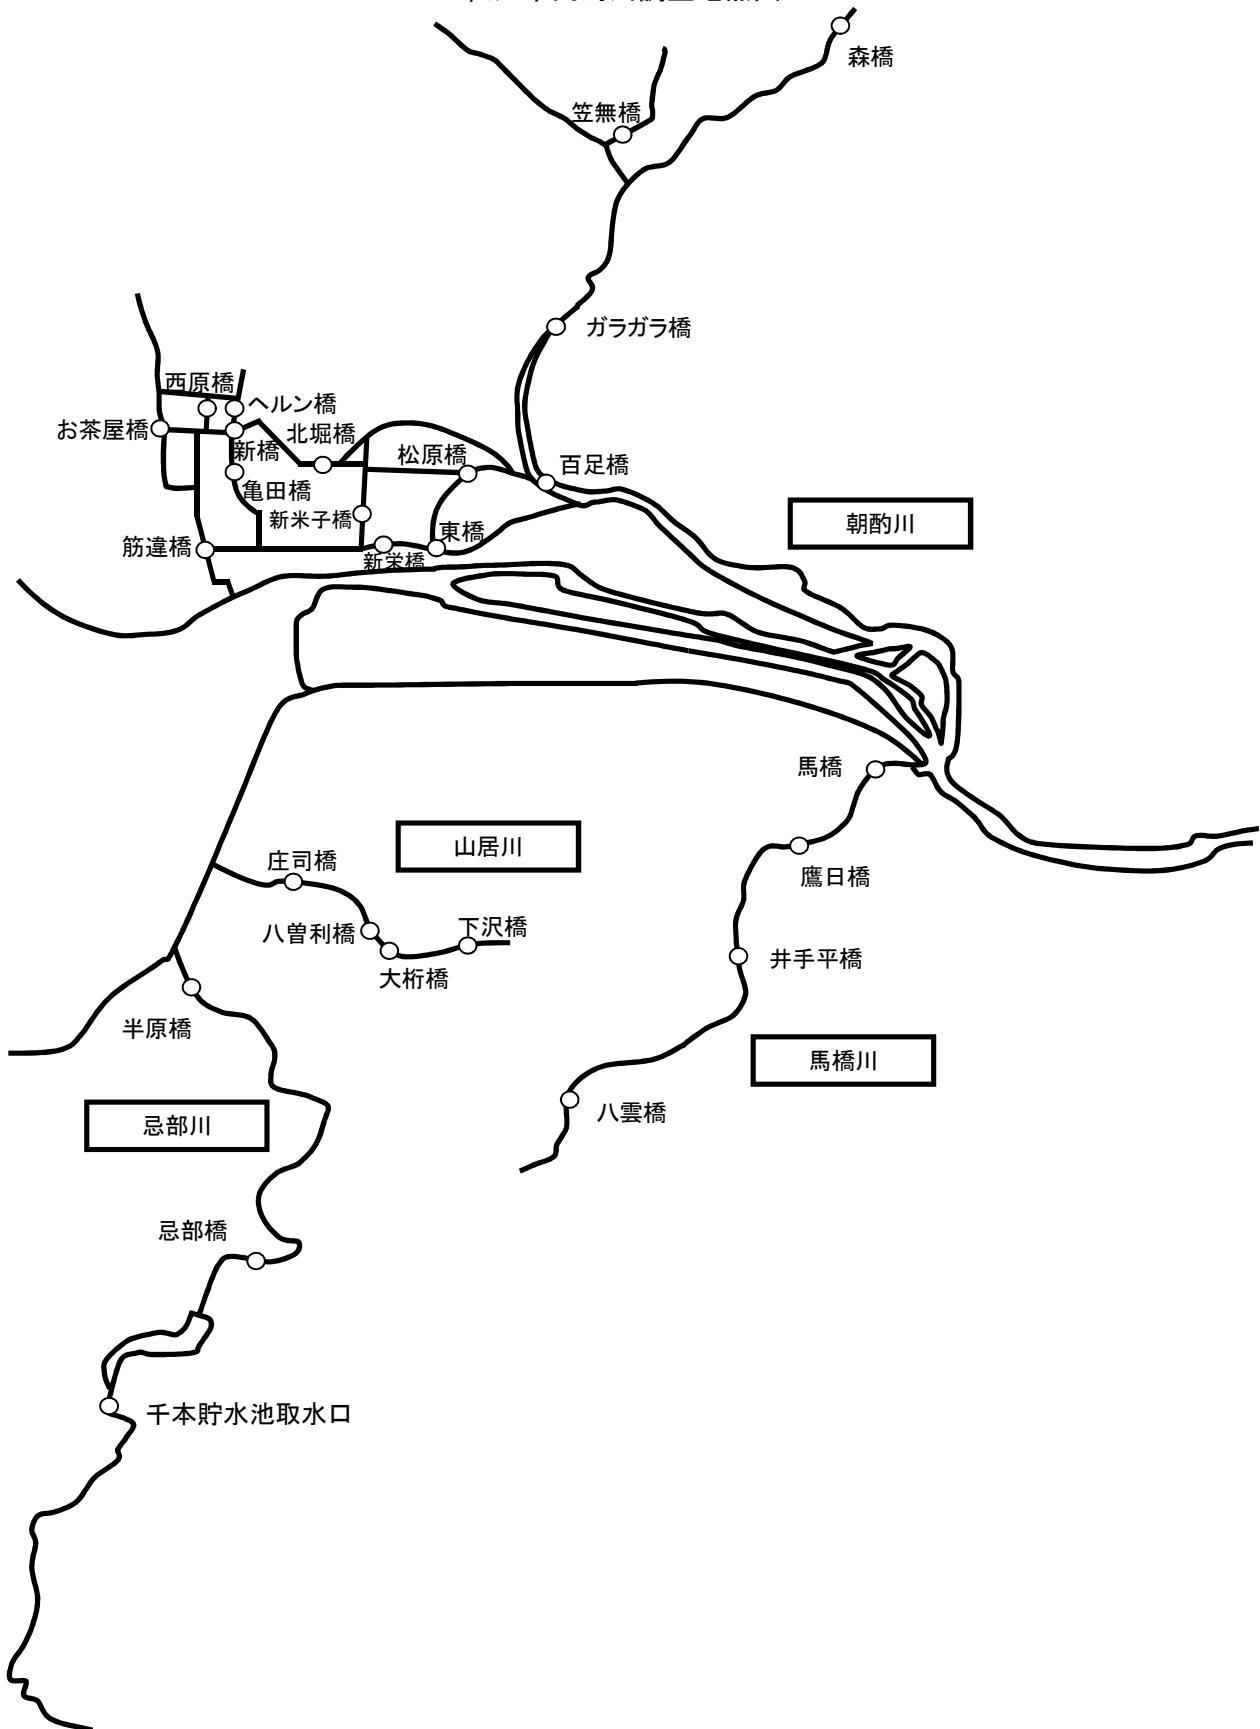 森橋
笠無橋
ガラガラ橋
西原橋
ヘルン橋
お茶屋橋
北堀橋
新橋
松原橋
百足橋
亀田橋
新米子橋
朝酌川
筋違橋
東橋
新栄橋
馬橋
山居川
庄司橋
鷹日橋
八曽利橋
下沢橋
大桁橋
井手平橋
半原橋
馬橋川
八雲橋
忌部川
忌部橋
千本貯水池取水口